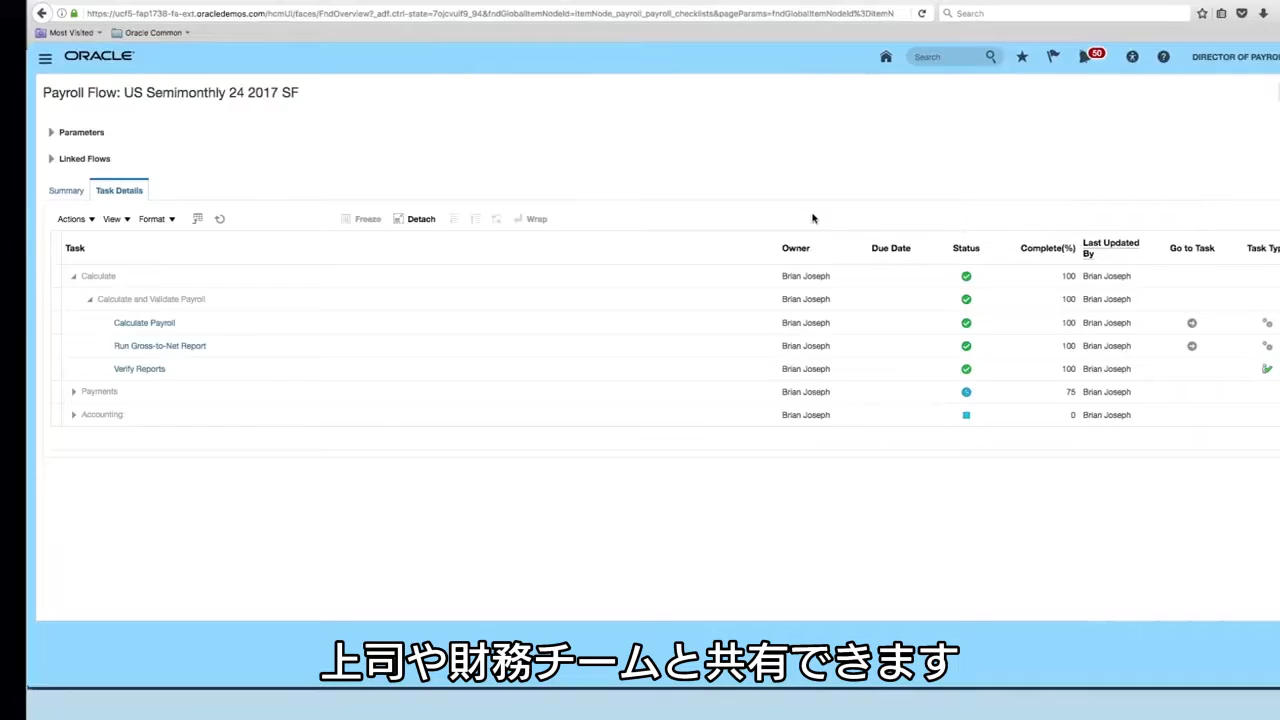 https://ucf5-fap1738-fa-ext.oracledemos.com/hcmUI/faces/FndOverview?_adf.ctrl-state=7ojcvulf9_94&fndGlobalItemNodeId=itemNode_payroll_payroll_checklists&pageParams=fndGlobalItemNodeId%3DitemN
Search
Most Visited
Oracle Common
ORACLE
Search
50
DIRECTOR OF PAYRO
Payroll Flow: US Semimonthly 24 2017 SF
Parameters
Linked Flows
Summary Task Details
Actions View Format Freeze Detach Wrap
Task Owner Due Date Status Complete(%) Last Updated By Go to Task Task Typ
Calculate Brian Joseph 100 Brian Joseph
Calculate and Validate Payroll Brian Joseph 100 Brian Joseph
Calculate Payroll Brian Joseph 100 Brian Joseph
Run Gross-to-Net Report Brian Joseph 100 Brian Joseph
Verify Reports Brian Joseph 100 Brian Joseph
Payments Brian Joseph 75 Brian Joseph
Accounting Brian Joseph 0 Brian Joseph
上司や財務チームと共有できます